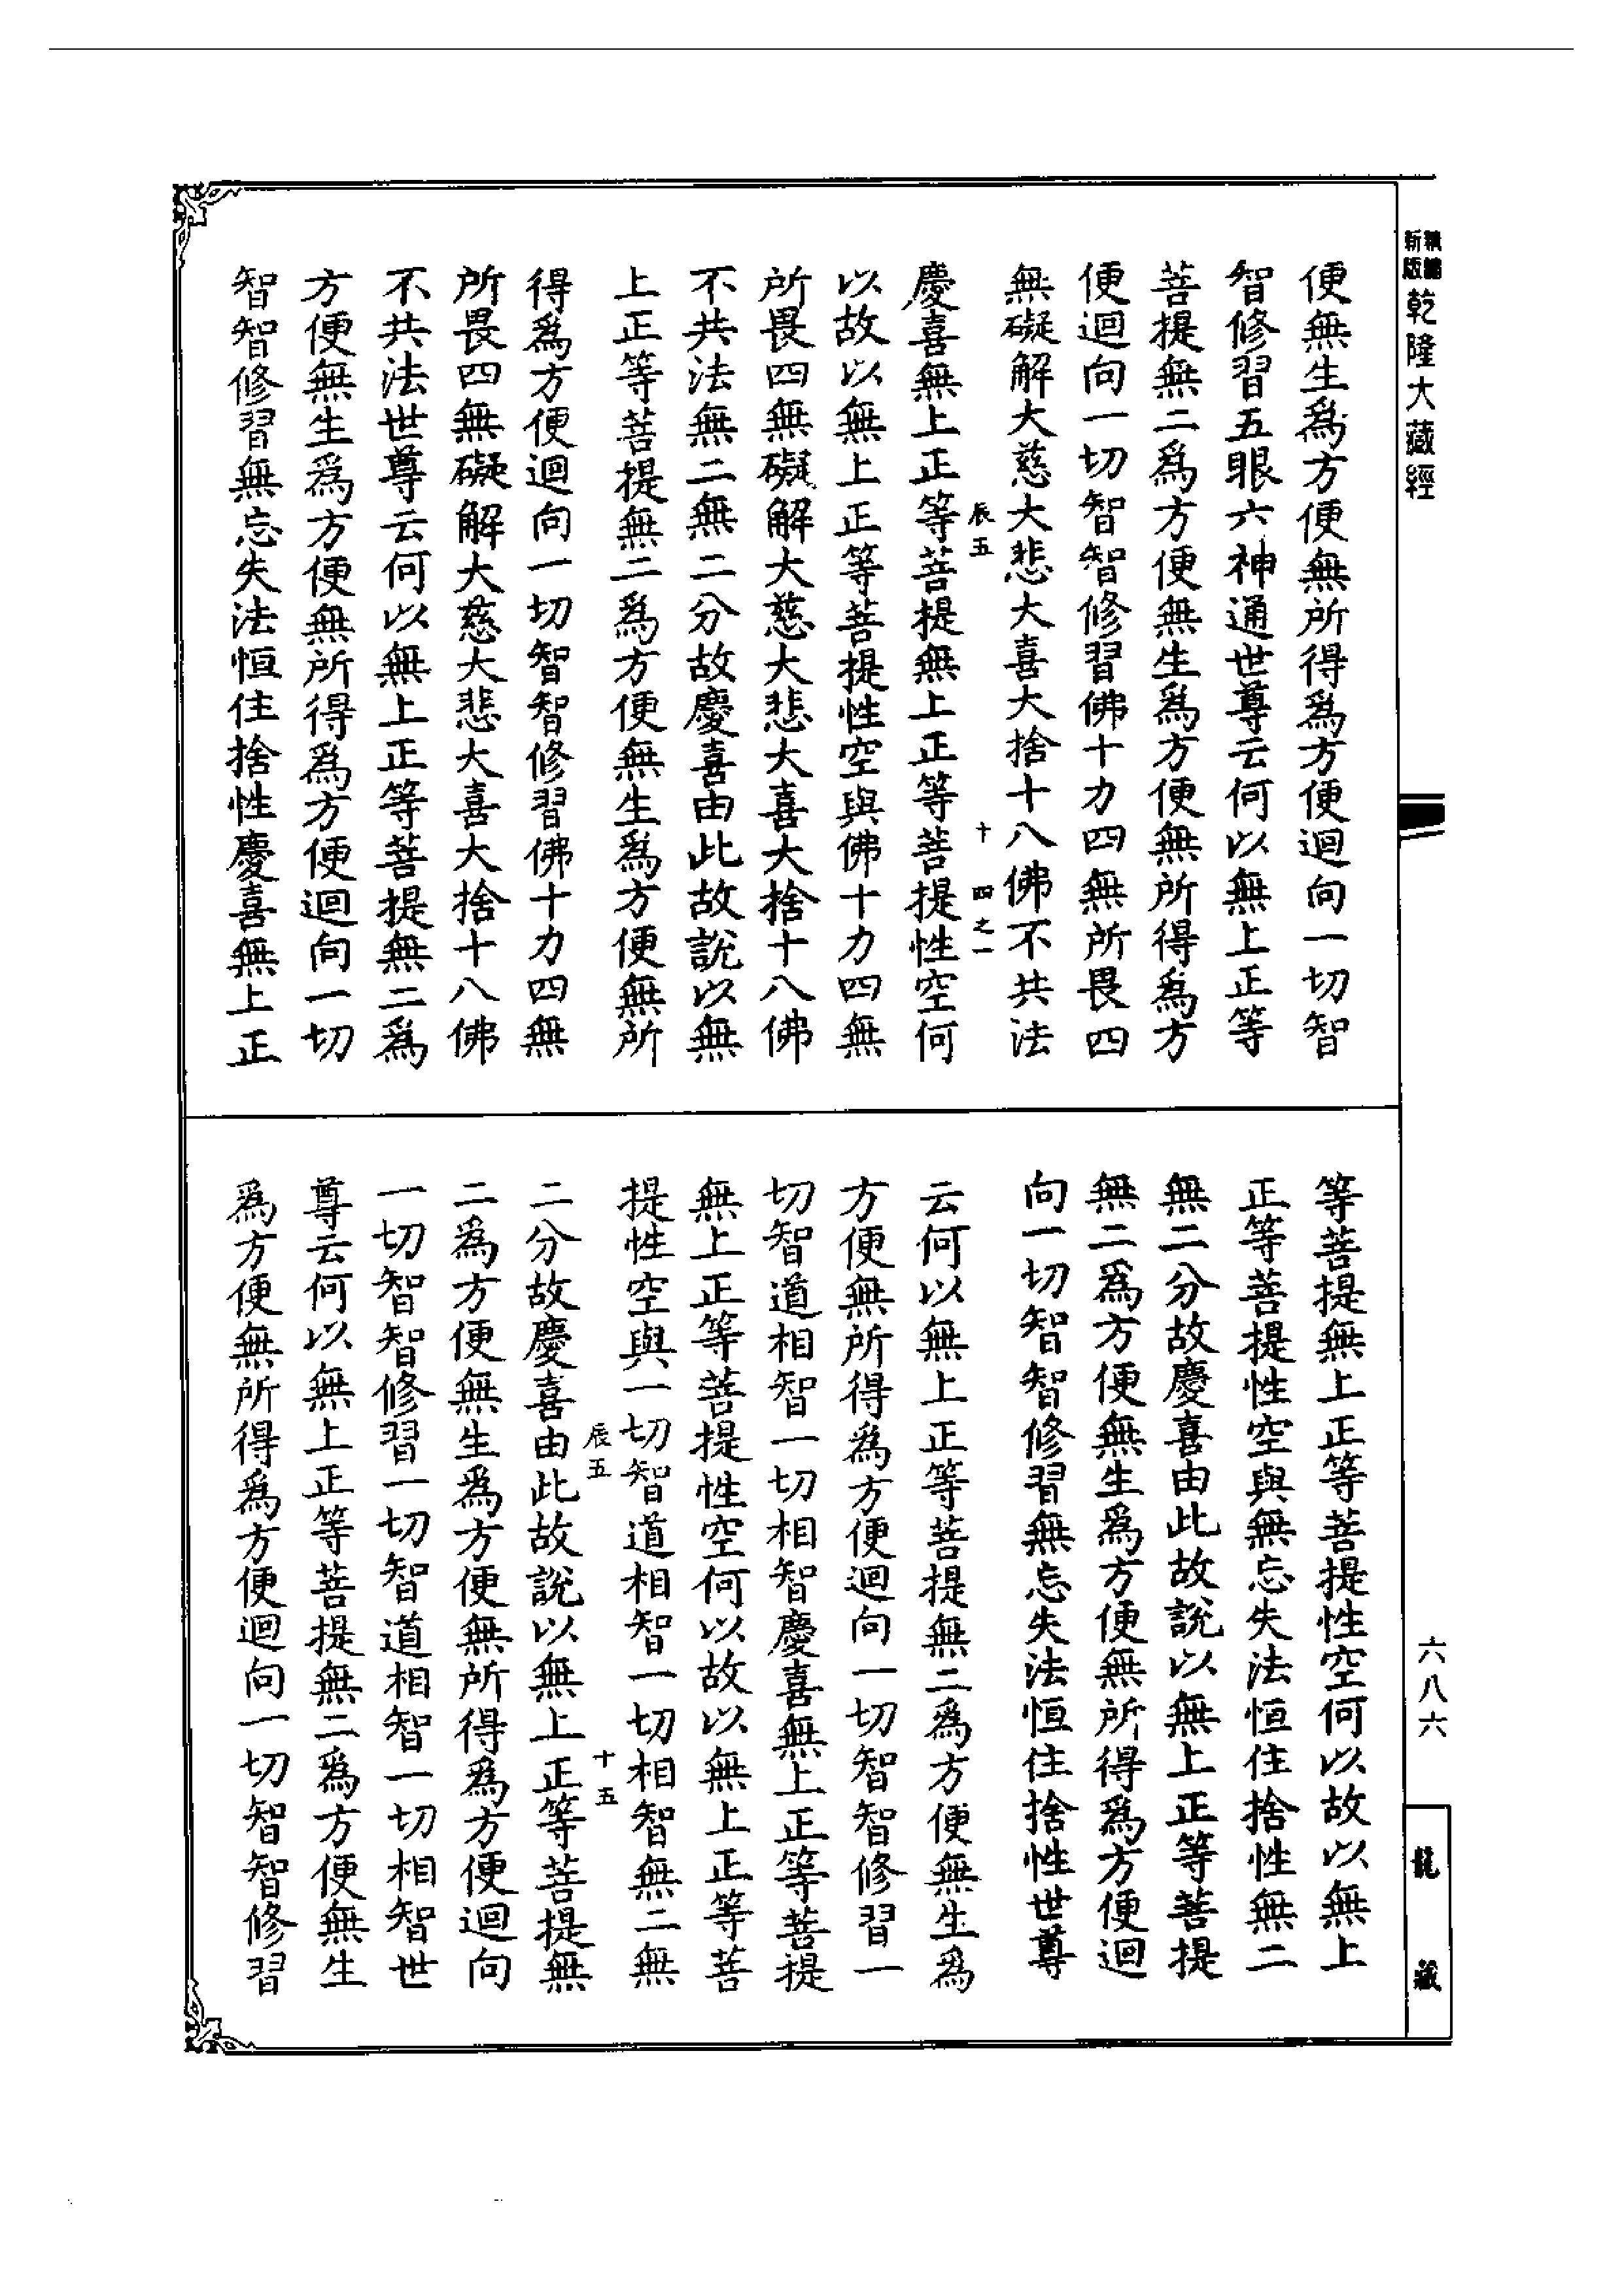 新版精縮乾隆大藏經
便無生爲方便無所得爲方便迴向一切智
智修習五眼六神通世尊云何以無上正等
菩提無二爲方便無生爲方便無所得爲方
便迴向一切智智修習佛十力四無所畏四
無礙解大慈大悲大喜大捨十八佛不共法
辰五 十四之一
慶喜無上正等菩提無上正等菩提性空何
以故以無上正等菩提性空與佛十力四無
所畏四無礙解大慈大悲大喜大捨十八佛
不共法無二無二分故慶喜由此故說以無
上正等菩提無二爲方便無生爲方便無所
得爲方便迴向一切智智修習佛十力四無
所畏四無礙解大慈大悲大喜大捨十八佛
不共法世尊云何以無上正等菩提無二爲
方便無生爲方便無所得爲方便迴向一切
智智修習無忘失法恒住捨性慶喜無上正
等菩提無上正等菩提性空何以故以無上
正等菩提性空與無忘失法恒住捨性無二
無二分故慶喜由此故說以無上正等菩提
無二爲方便無生爲方便無所得爲方便迴
向一切智智修習無忘失法恒住捨性世尊
云何以無上正等菩提無二爲方便無生爲
方便無所得爲方便迴向一切智智修習一
切智道相智一切相智慶喜無上正等菩提
無上正等菩提性空何以故以無上正等菩
提性空與一切智道相智一切相智無二無
辰五 十五
二分故慶喜由此故說以無上正等菩提無
二爲方便無生爲方便無所得爲方便迴向
一切智智修習一切智道相智一切相智世
尊云何以無上正等菩提無二爲方便無生
爲方便無所得爲方便迴向一切智智修習
六八六
龍藏